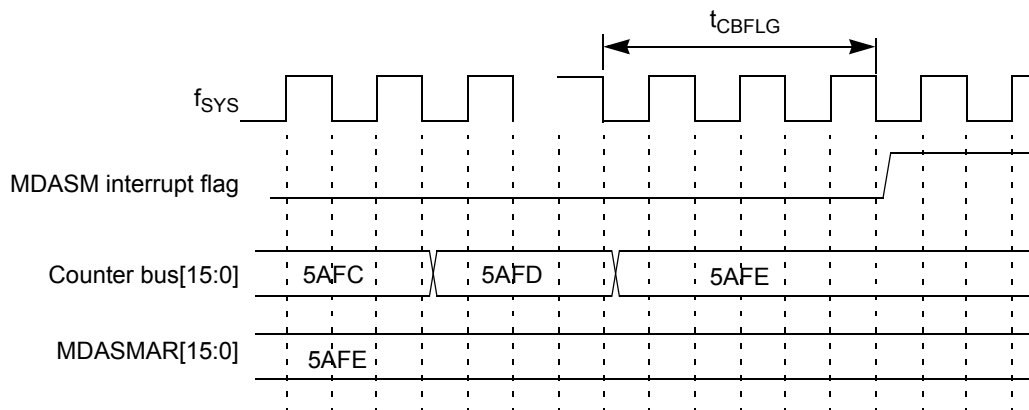 tCBFLG
fSYS
MDASM interrupt flag
Counter bus[15:0]
5AFC
5AFD
5AFE
MDASMAR[15:0]
5AFE